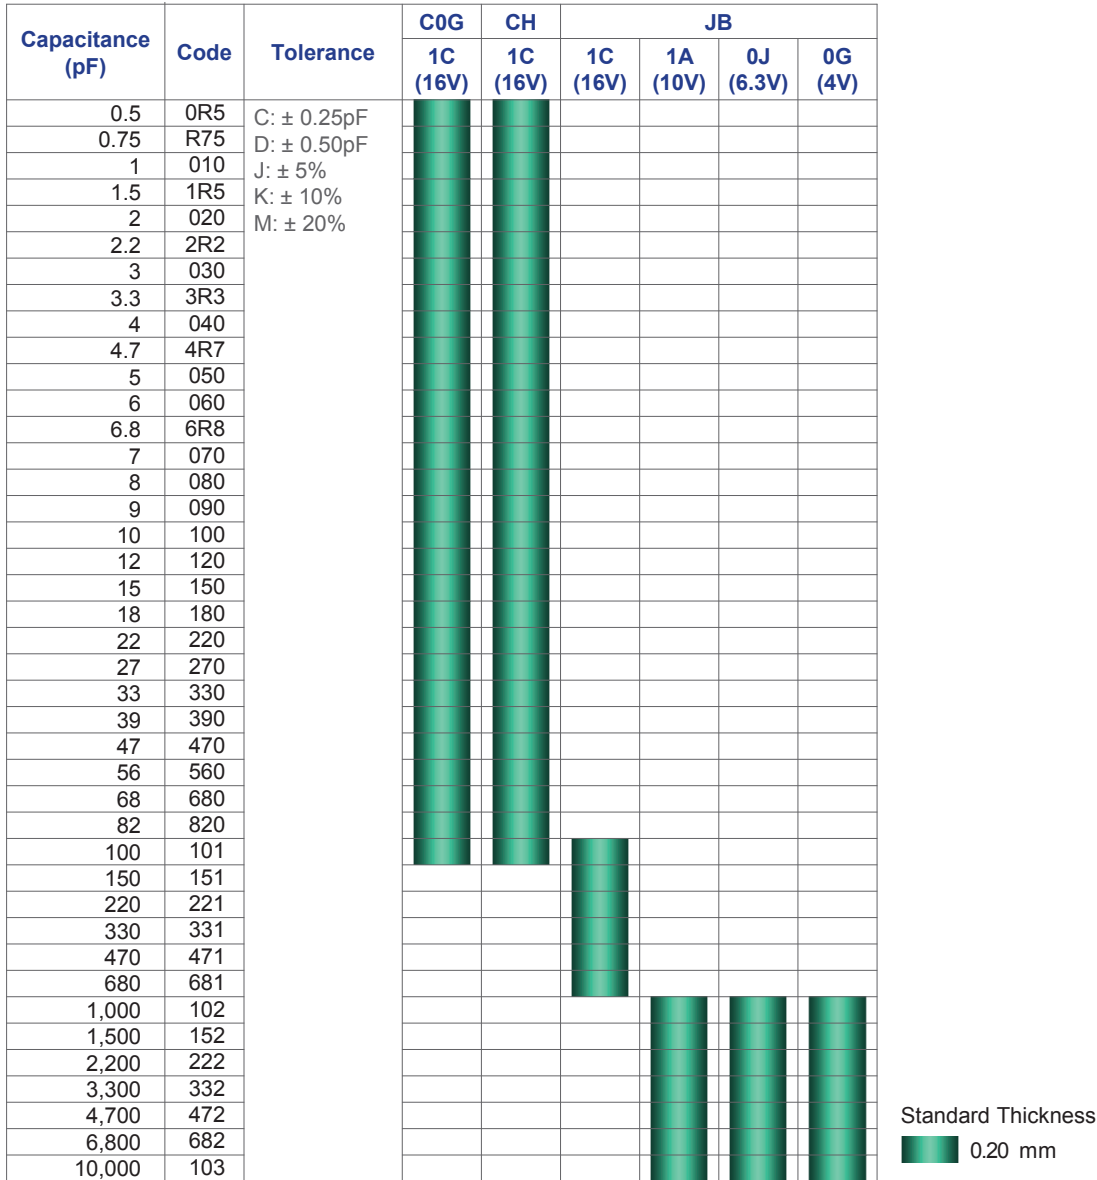 Capacitance (pF) Code Tolerance C0G CH JB
1C (16V) 1C (16V) 1C (16V) 1A (10V) 0J (6.3V) 0G (4V)
0.5 0R5 C: ± 0.25pF
0.75 R75 D: ± 0.50pF
1 010 J: ± 5%
1.5 1R5 K: ± 10%
2 020 M: ± 20%
2.2 2R2
3 030
3.3 3R3
4 040
4.7 4R7
5 050
6 060
6.8 6R8
7 070
8 080
9 090
10 100
12 120
15 150
18 180
22 220
27 270
33 330
39 390
47 470
56 560
68 680
82 820
100 101
150 151
220 221
330 331
470 471
680 681
1,000 102
1,500 152
2,200 222
3,300 332
4,700 472
6,800 682
10,000 103
Standard Thickness
0.20 mm